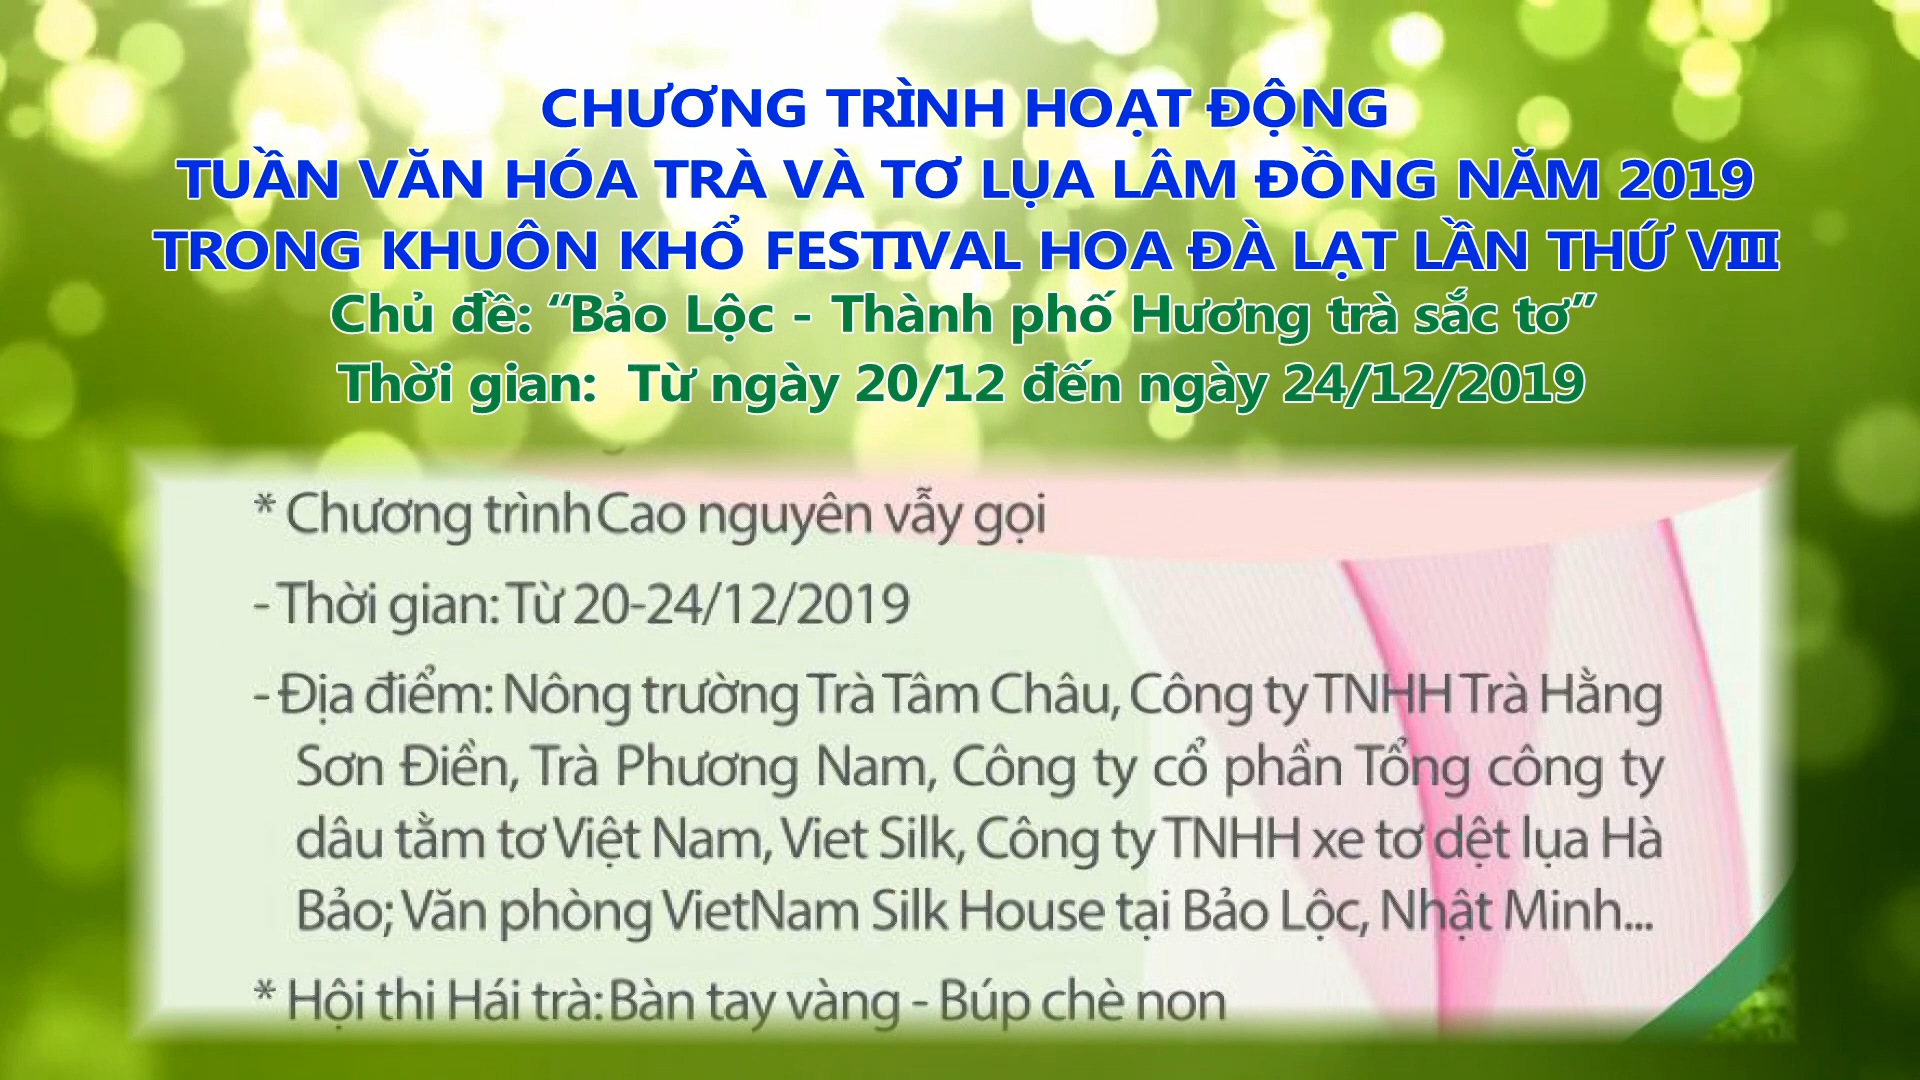 CHƯƠNG TRÌNH HOẠT ĐỘNG
TUẦN VĂN HÓA TRÀ VÀ TƠ LỤA LÂM ĐỒNG NĂM 2019
TRONG KHUÔN KHỔ FESTIVAL HOA ĐÀ LẠT LẦN THỨ VIII
Chủ đề: “Bảo Lộc - Thành phố Hương trà sắc tơ”
Thời gian: Từ ngày 20/12 đến ngày 24/12/2019
* Chương trình Cao nguyên vẫy gọi
- Thời gian: Từ 20-24/12/2019
- Địa điểm: Nông trường Trà Tâm Châu, Công ty TNHH Trà Hằng
Sơn Điền, Trà Phương Nam, Công ty cổ phần Tổng công ty
dâu tằm tơ Việt Nam, Viet Silk, Công ty TNHH xe tơ dệt lụa Hà
Bảo; Văn phòng VietNam Silk House tại Bảo Lộc, Nhật Minh...
* Hội thi Hái trà: Bàn tay vàng - Búp chè non